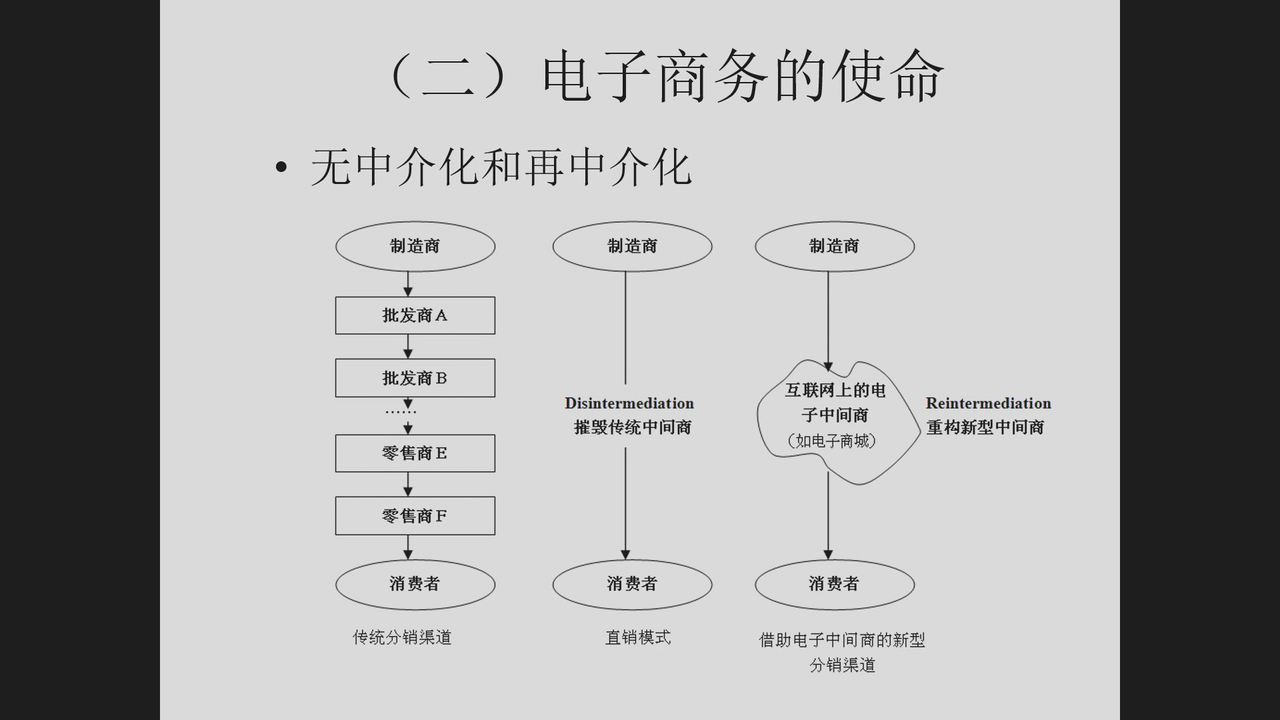 （二）电子商务的使命
• 无中介化和再中介化
制造商
批发商A
批发商B
……
零售商E
零售商F
消费者
传统分销渠道
制造商
Disintermediation
摧毁传统中间商
消费者
直销模式
制造商
互联网上的电
子中间商
（如电子商城）
Reintermediation
重构新型中间商
消费者
借助电子中间商的新型
分销渠道